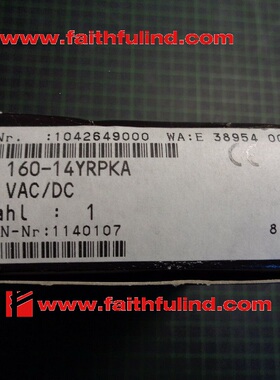 www.faithfulind.com
Nr. :1042649000 WA:E 38954 00
160-14YRPKA
VAC/DC
ahl : 1
N-Nr:1140107 8
www.faithfulind.com